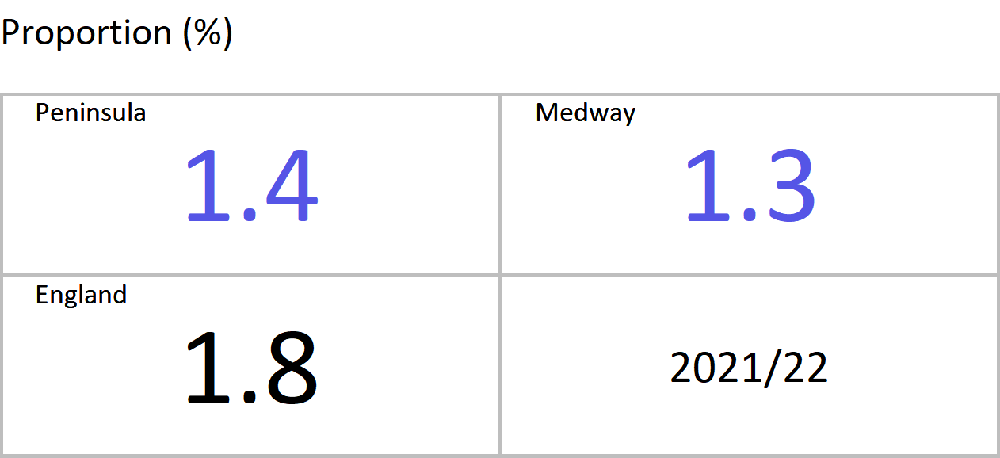 Proportion (%)
Peninsula
Medway
1.4
1.3
England
1.8
2021/22